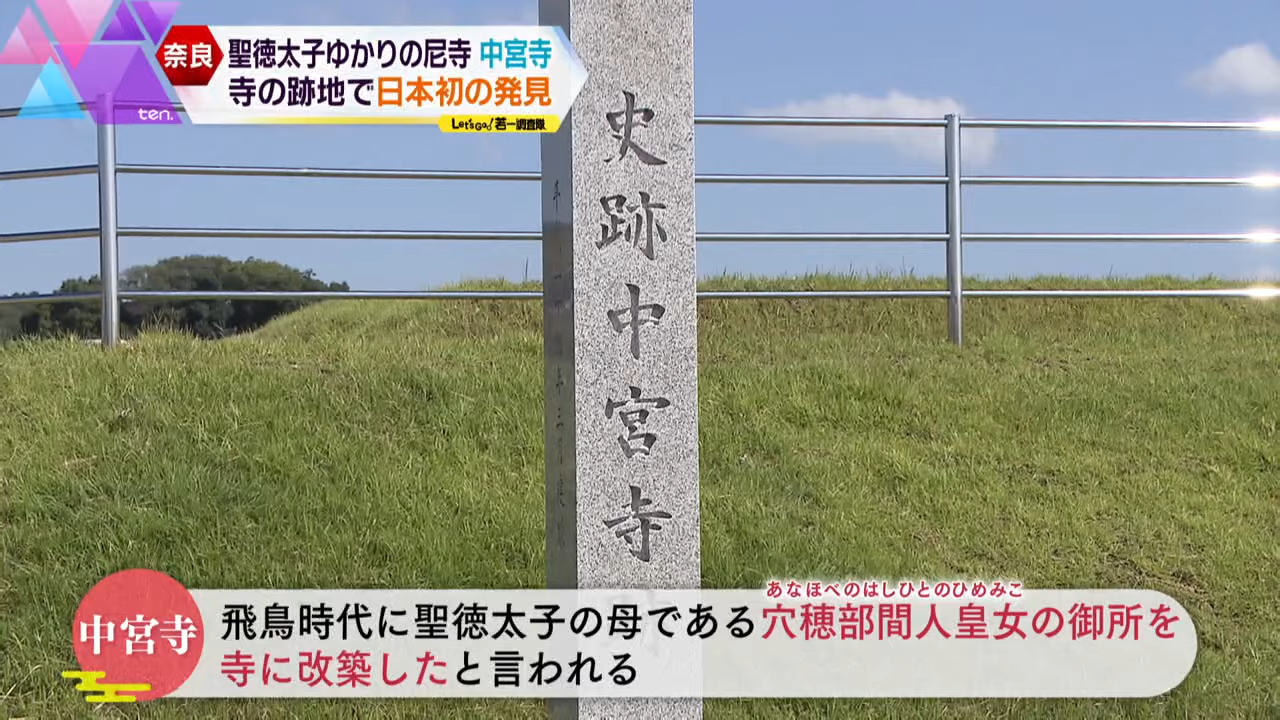 奈良
聖徳太子ゆかりの尼寺 中宮寺
寺の跡地で日本初の発見
ten.
Let's Go! 若一調査隊
史跡中宮寺跡
中宮寺
あなほべのはしひとのひめみこ
飛鳥時代に聖徳太子の母である穴穂部間人皇女の御所を
寺に改築したと言われる